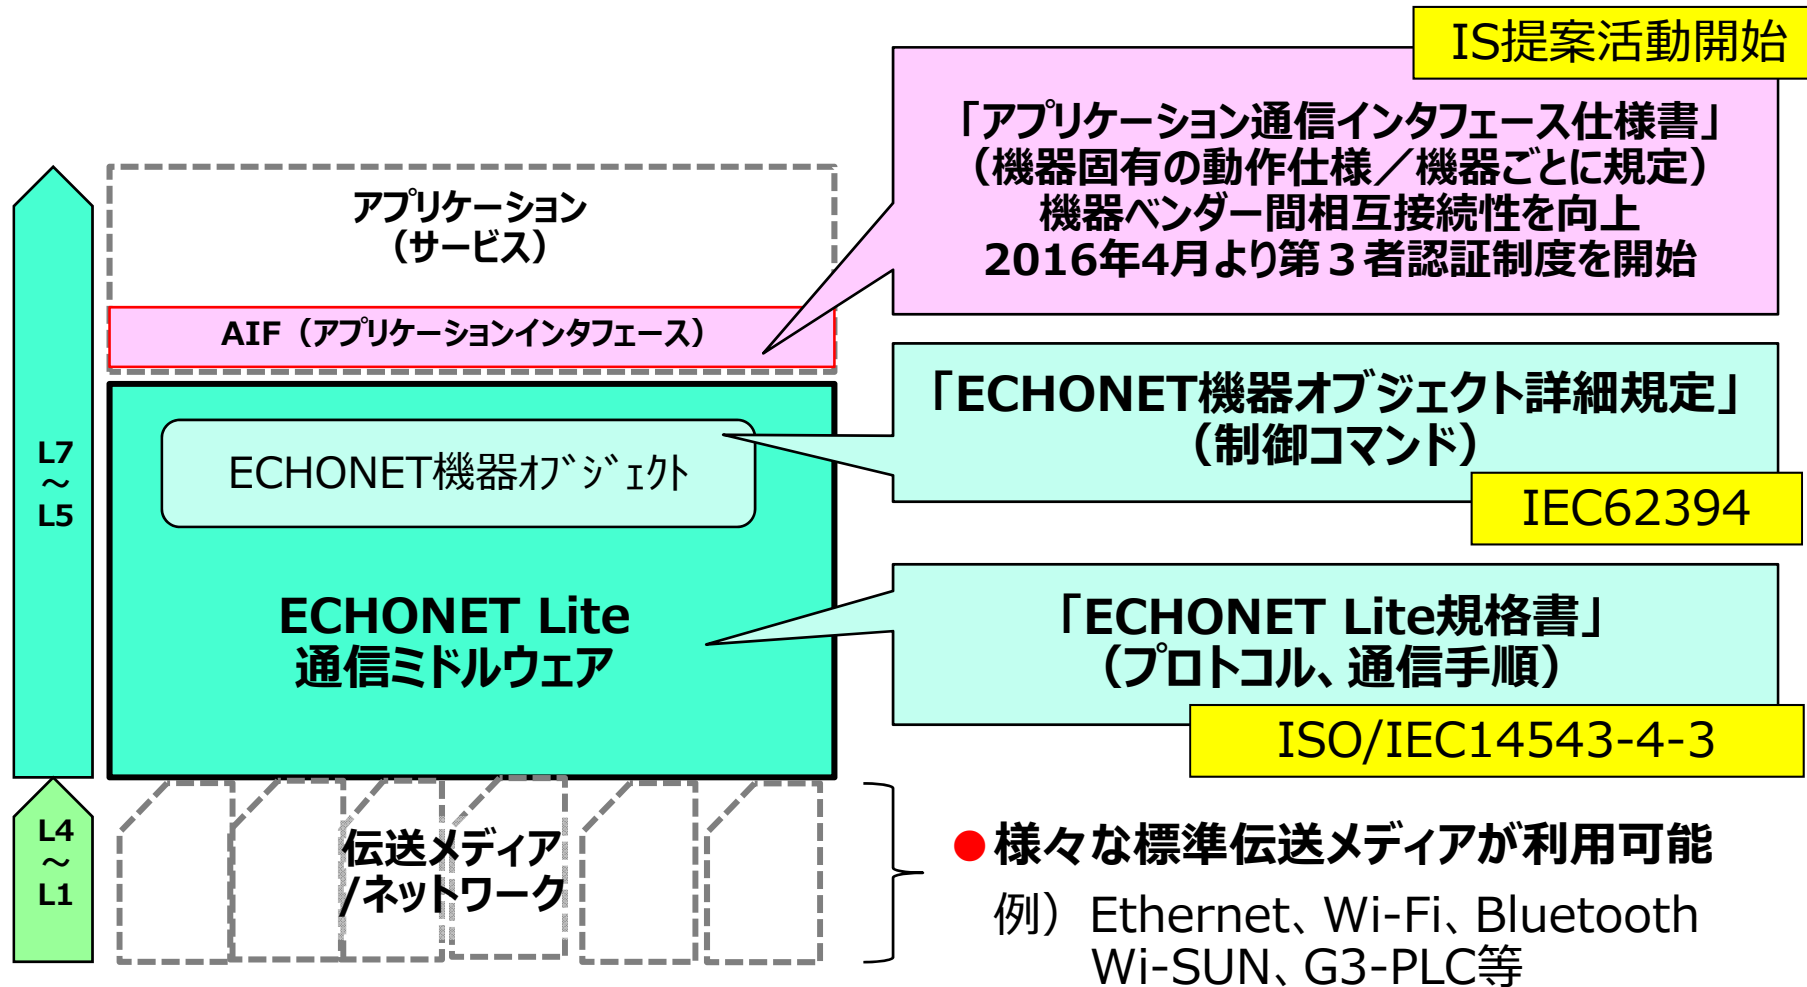 IS提案活動開始
「アプリケーション通信インタフェース仕様書」
（機器固有の動作仕様／機器ごとに規定）
機器ベンダー間相互接続性を向上
2016年4月より第３者認証制度を開始
アプリケーション
（サービス）
AIF（アプリケーションインタフェース）
「ECHONET機器オブジェクト詳細規定」
（制御コマンド）
IEC62394
L7
～
L5
ECHONET機器ｵﾌﾞｼﾞｪｸﾄ
ECHONET Lite
通信ミドルウェア
「ECHONET Lite規格書」
（プロトコル、通信手順）
ISO/IEC14543-4-3
L4
～
L1
伝送メディア
/ネットワーク
●様々な標準伝送メディアが利用可能
例）Ethernet、Wi-Fi、Bluetooth
Wi-SUN、G3-PLC等